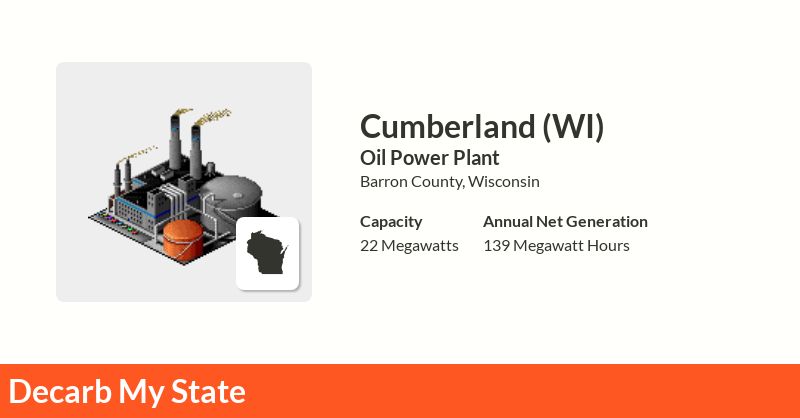 Cumberland (WI)
Oil Power Plant
Barron County, Wisconsin
Capacity
Annual Net Generation
22 Megawatts
139 Megawatt Hours
Decarb My State